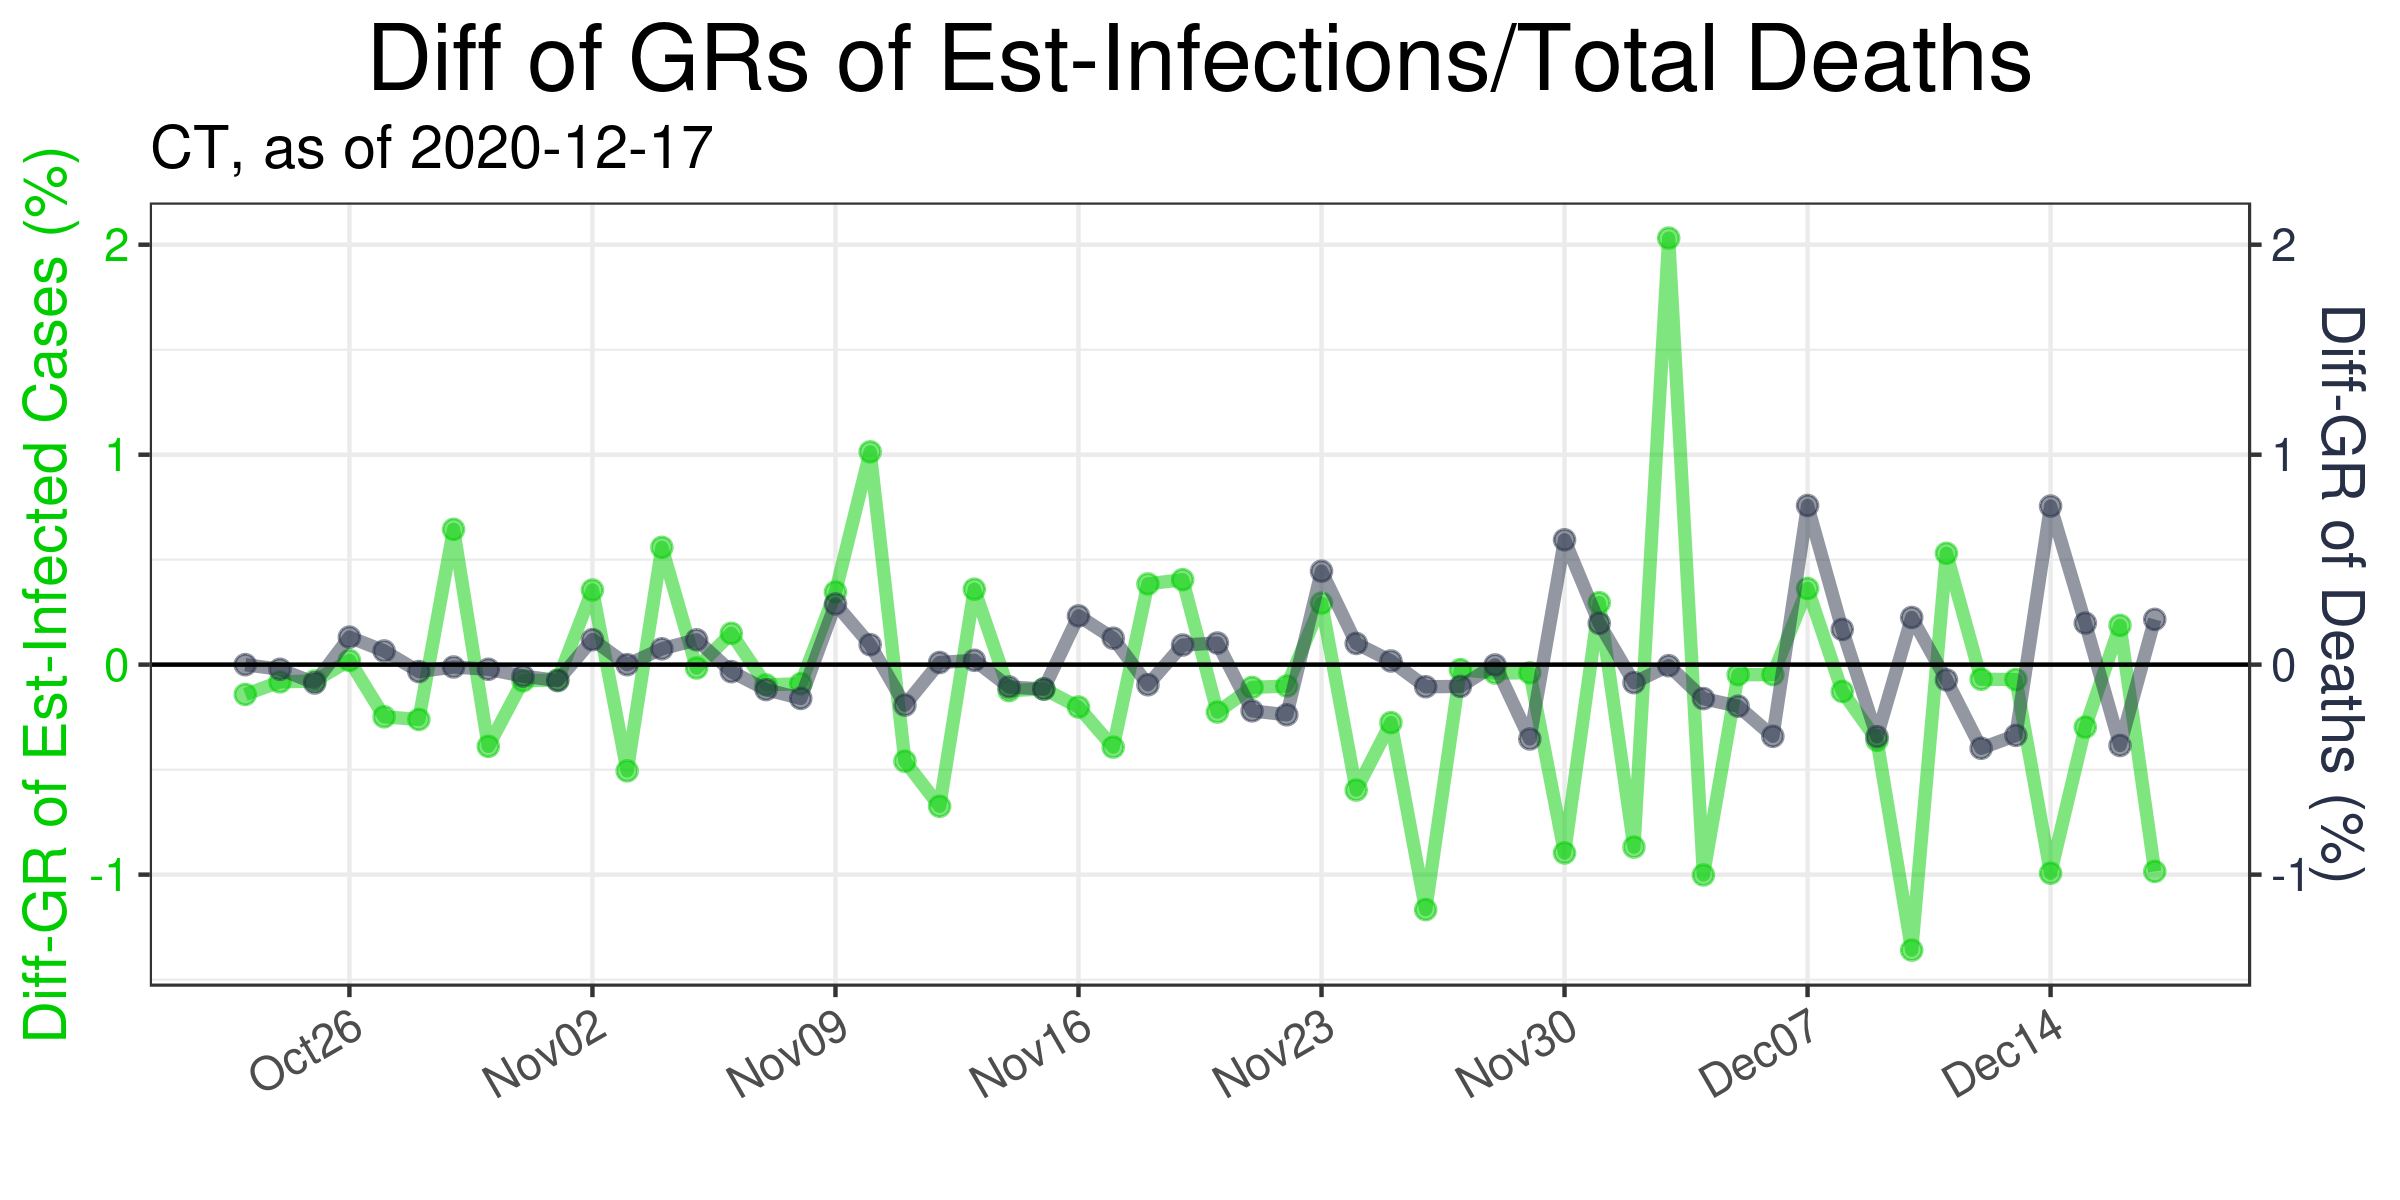 Diff of GRs of Est-Infections/Total Deaths
CT, as of 2020-12-17
Diff-GR of Est-Infected Cases (%)
2
1
0
-1
2
1
0
-1
Diff-GR of Deaths (%)
Oct26
Nov02
Nov09
Nov16
Nov23
Nov30
Dec07
Dec14